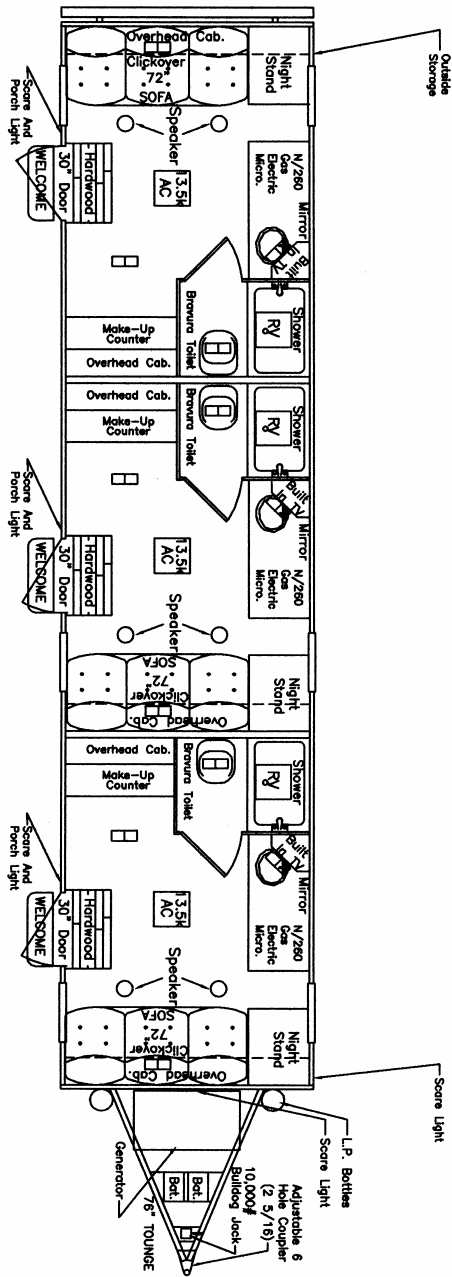 Outside
Storage
Overhead Cab.
Clickover
72"
SOFA
Night
Stand
Scare And
Porch Light
Speaker
N/260
Gas
Electric
Micro.
Mirror
Built
In TV
13.5k
AC
Hardwood
30" Door
WELCOME
Shower
RV
Bravura Toilet
Make-Up
Counter
Overhead Cab.
Overhead Cab.
Make-Up
Counter
Bravura Toilet
Shower
RV
Built
In TV
Mirror
N/260
Gas
Electric
Micro.
Scare And
Porch Light
13.5k
AC
Hardwood
30" Door
WELCOME
Speaker
SOFA
72"
Clickover
Overhead Cab.
Night
Stand
Overhead Cab.
Make-Up
Counter
Bravura Toilet
Shower
RV
Built
In TV
Mirror
N/260
Gas
Electric
Micro.
Scare And
Porch Light
13.5k
AC
Hardwood
30" Door
WELCOME
Speaker
SOFA
72"
Clickover
Overhead Cab.
Night
Stand
Scare Light
L.P. Bottles
Scare Light
Adjustable 6
Hole Coupler
(2 5/16)
10,000#
Bulldog Jack
Bat.
Bat.
Generator
76" TOUNGE